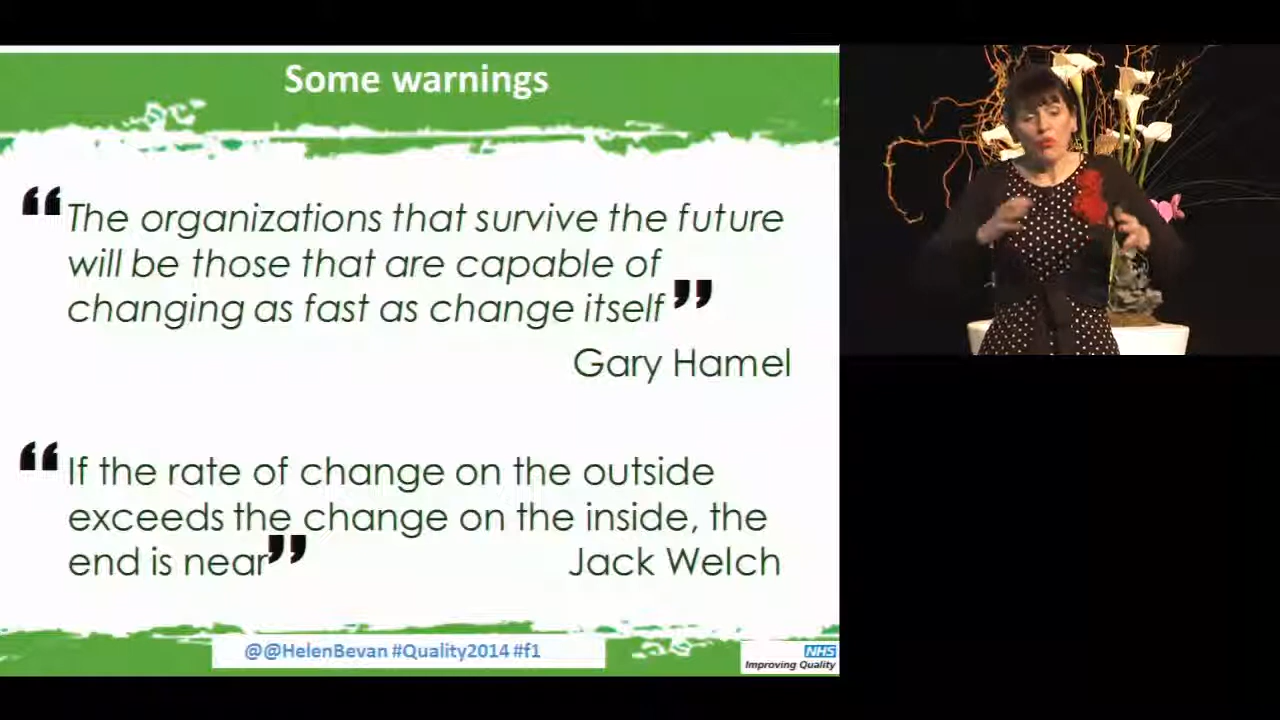 Some warnings
“The organizations that survive the future
will be those that are capable of
changing as fast as change itself”
Gary Hamel
“If the rate of change on the outside
exceeds the change on the inside, the
end is near” Jack Welch
@@HelenBevan #Quality2014 #f1
NHS
Improving Quality